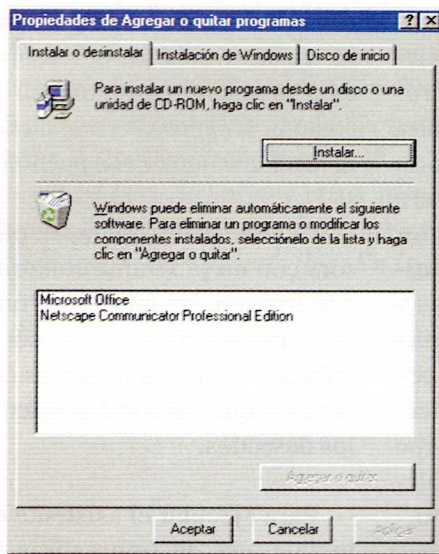 Propiedades de Agregar o quitar programas
Instalar o desinstalar
Instalación de Windows
Disco de inicio
Para instalar un nuevo programa desde un disco o una
unidad de CD-ROM, haga clic en "Instalar".
Instalar...
Windows puede eliminar automáticamente el siguiente
software. Para eliminar un programa o modificar los
componentes instalados, selecciónelo de la lista y haga
clic en "Agregar o quitar".
Microsoft Office
Netscape Communicator Professional Edition
Agregar o quitar
Aceptar
Cancelar
Aplicar